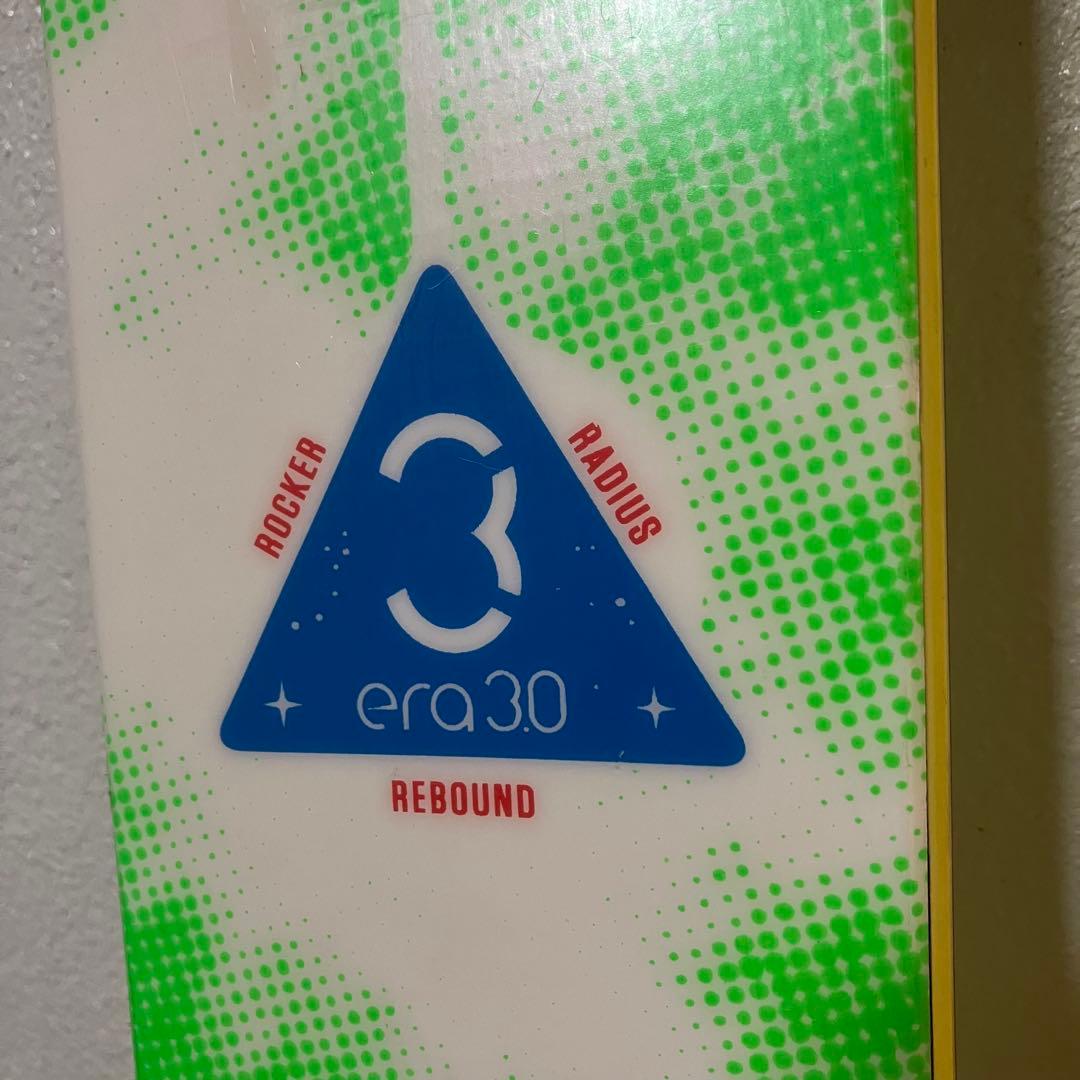 ROCKER
RADIUS
3
era 3.0
REBOUND